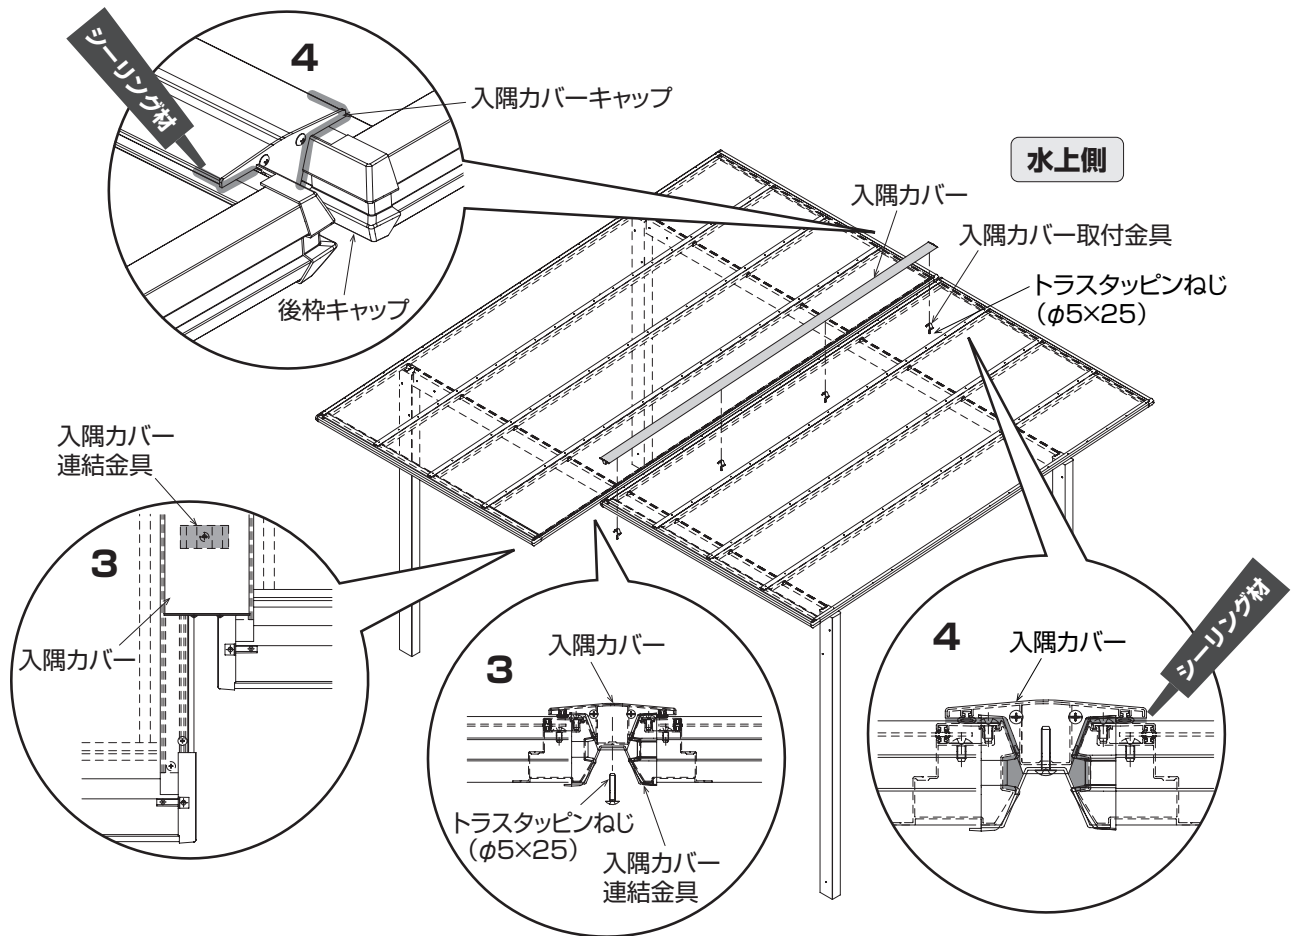 シーリング材
4
入隅カバーキャップ
後枠キャップ
水上側
入隅カバー
入隅カバー取付金具
トラスタッピンねじ
（φ5×25）
入隅カバー
連結金具
3
入隅カバー
3
入隅カバー
トラスタッピンねじ
（φ5×25）
入隅カバー
連結金具
4
入隅カバー
シーリング材